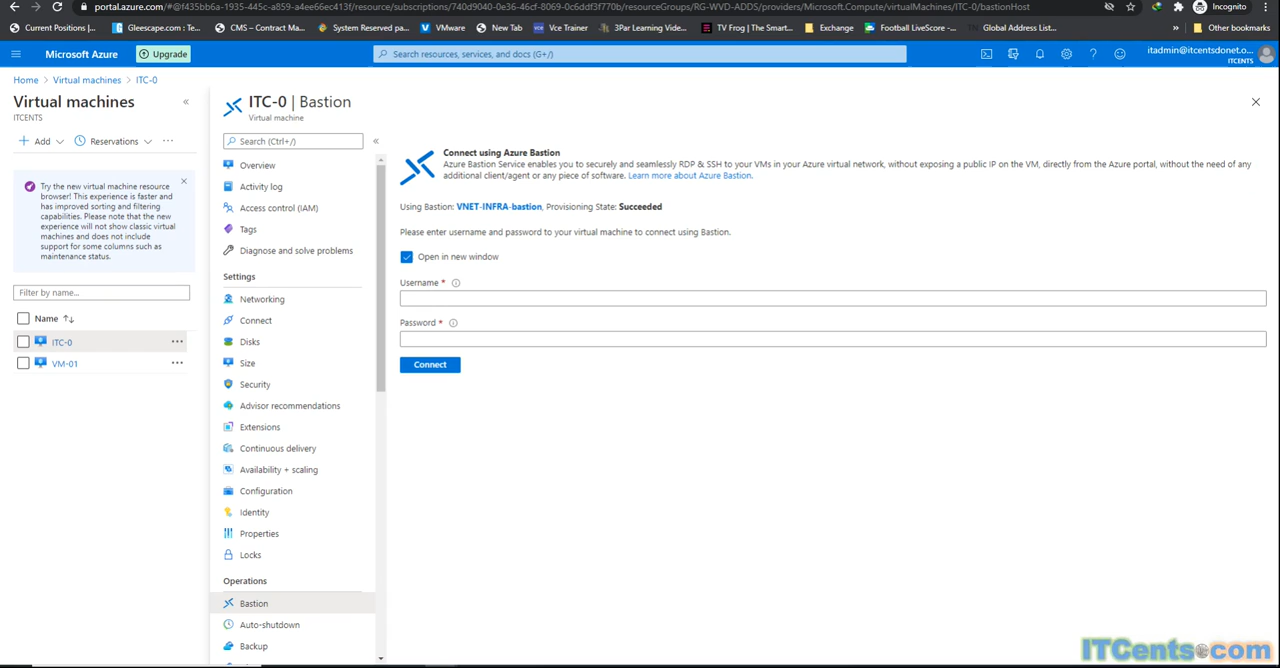 portal.azure.com/#@f435bb6a-1935-445c-a859-a4ee66ec413f/resource/subscriptions/740d9040-0e36-46cf-8069-0c6ddf3f770b/resourceGroups/RG-WVD-ADDS/providers/Microsoft.Compute/virtualMachines/ITC-0/bastionHost
Incognito
Current Positions |...
Gleescape.com : Te...
CMS – Contract Ma...
System Reserved pa...
VMware
New Tab
Vce Trainer
3Par Learning Vide...
TV Frog | The Smart...
Exchange
Football LiveScore -...
Global Address List...
»
Other bookmarks
Microsoft Azure
Upgrade
Search resources, services, and docs (G+/)
itadmin@itcentsdonet.o...
ITCENTS
Home > Virtual machines > ITC-0
Virtual machines
«
ITCENTS
+ Add
Reservations
...
Try the new virtual machine resource
browser! This experience is faster and
has improved sorting and filtering
capabilities. Please note that the new
experience will not show classic virtual
machines and does not include
support for some columns such as
maintenance status.
Filter by name...
Name ↑↓
ITC-0
...
VM-01
...
ITC-0 | Bastion
Virtual machine
Search (Ctrl+/)
«
Overview
Activity log
Access control (IAM)
Tags
Diagnose and solve problems
Settings
Networking
Connect
Disks
Size
Security
Advisor recommendations
Extensions
Continuous delivery
Availability + scaling
Configuration
Identity
Properties
Locks
Operations
Bastion
Auto-shutdown
Backup
Connect using Azure Bastion
Azure Bastion Service enables you to securely and seamlessly RDP & SSH to your VMs in your Azure virtual network, without exposing a public IP on the VM, directly from the Azure portal, without the need of any
additional client/agent or any piece of software. Learn more about Azure Bastion.
Using Bastion: VNET-INFRA-bastion, Provisioning State: Succeeded
Please enter username and password to your virtual machine to connect using Bastion.
Open in new window
Username *
Password *
Connect
ITCents.com